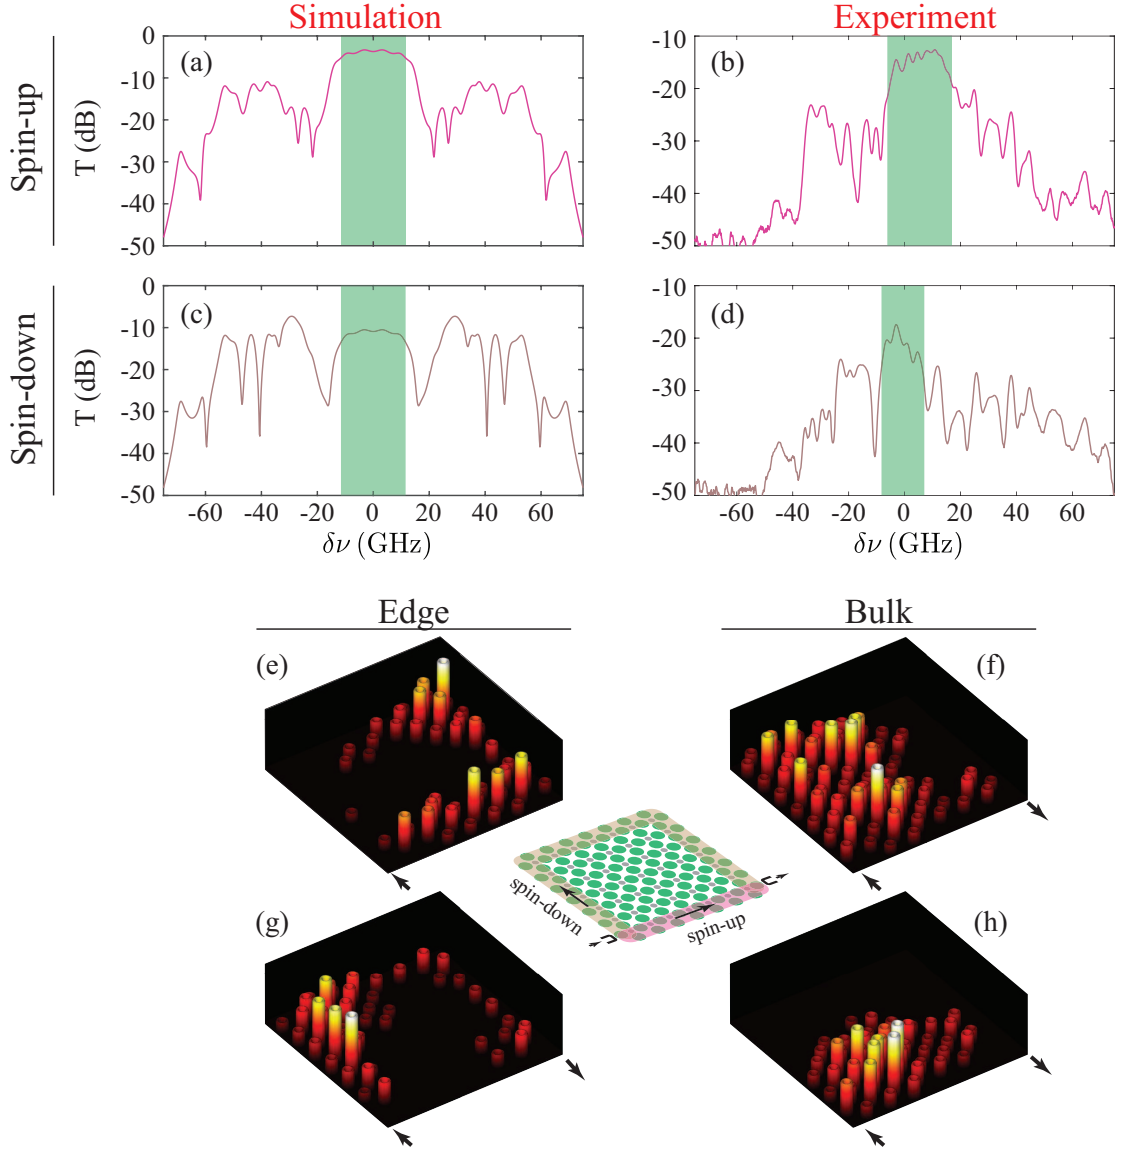 Simulation Experiment
Spin-up
T (dB)
(a)
0
-10
-20
-30
-40
-50
(b)
-10
-20
-30
-40
-50
Spin-down
T (dB)
(c)
0
-10
-20
-30
-40
-50
-60 -40 -20 0 20 40 60
δν (GHz)
(d)
-10
-20
-30
-40
-50
-60 -40 -20 0 20 40 60
δν (GHz)
Edge Bulk
(e) (f)
spin-down
spin-up
(g) (h)